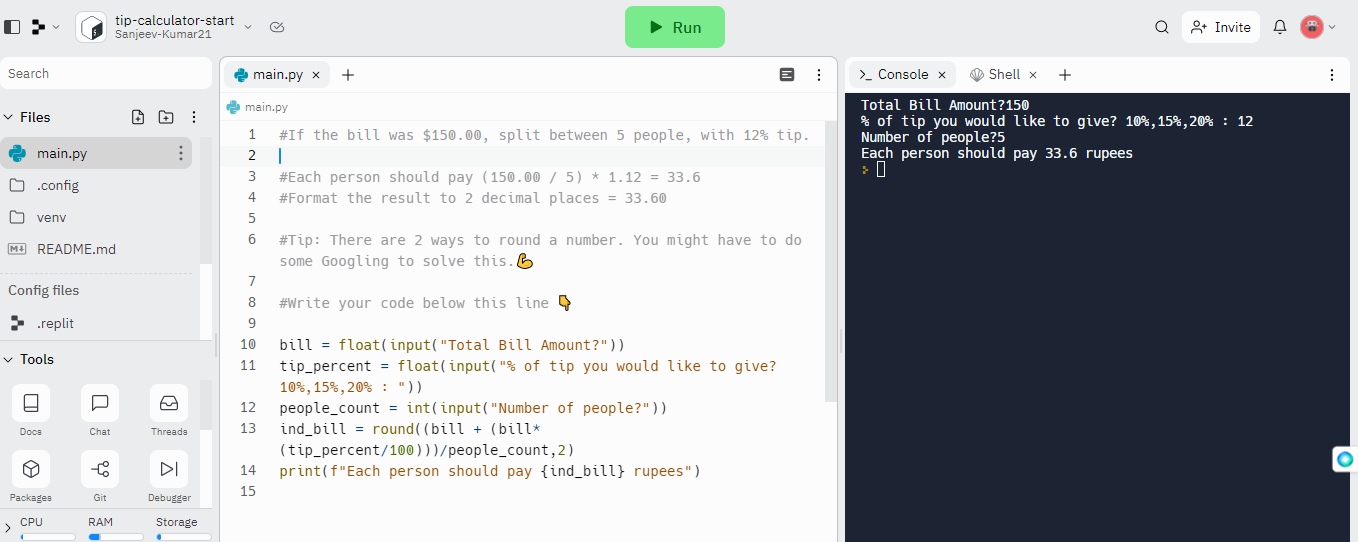 tip-calculator-start
Sanjeev-Kumar21
Run
Invite
Search
Files
main.py
.config
venv
README.md
Config files
.replit
Tools
Docs
Chat
Threads
Packages
Git
Debugger
CPU
RAM
Storage
main.py
main.py
1 #If the bill was $150.00, split between 5 people, with 12% tip.
2
3 #Each person should pay (150.00 / 5) * 1.12 = 33.6
4 #Format the result to 2 decimal places = 33.60
5
6 #Tip: There are 2 ways to round a number. You might have to do
some Googling to solve this.💪
7
8 #Write your code below this line 👇
9
10 bill = float(input("Total Bill Amount?"))
11 tip_percent = float(input("% of tip you would like to give?
10%,15%,20% : "))
12 people_count = int(input("Number of people?"))
13 ind_bill = round((bill + (bill*
(tip_percent/100)))/people_count,2)
14 print(f"Each person should pay {ind_bill} rupees")
15
Console
Shell
Total Bill Amount?150
% of tip you would like to give? 10%,15%,20% : 12
Number of people?5
Each person should pay 33.6 rupees